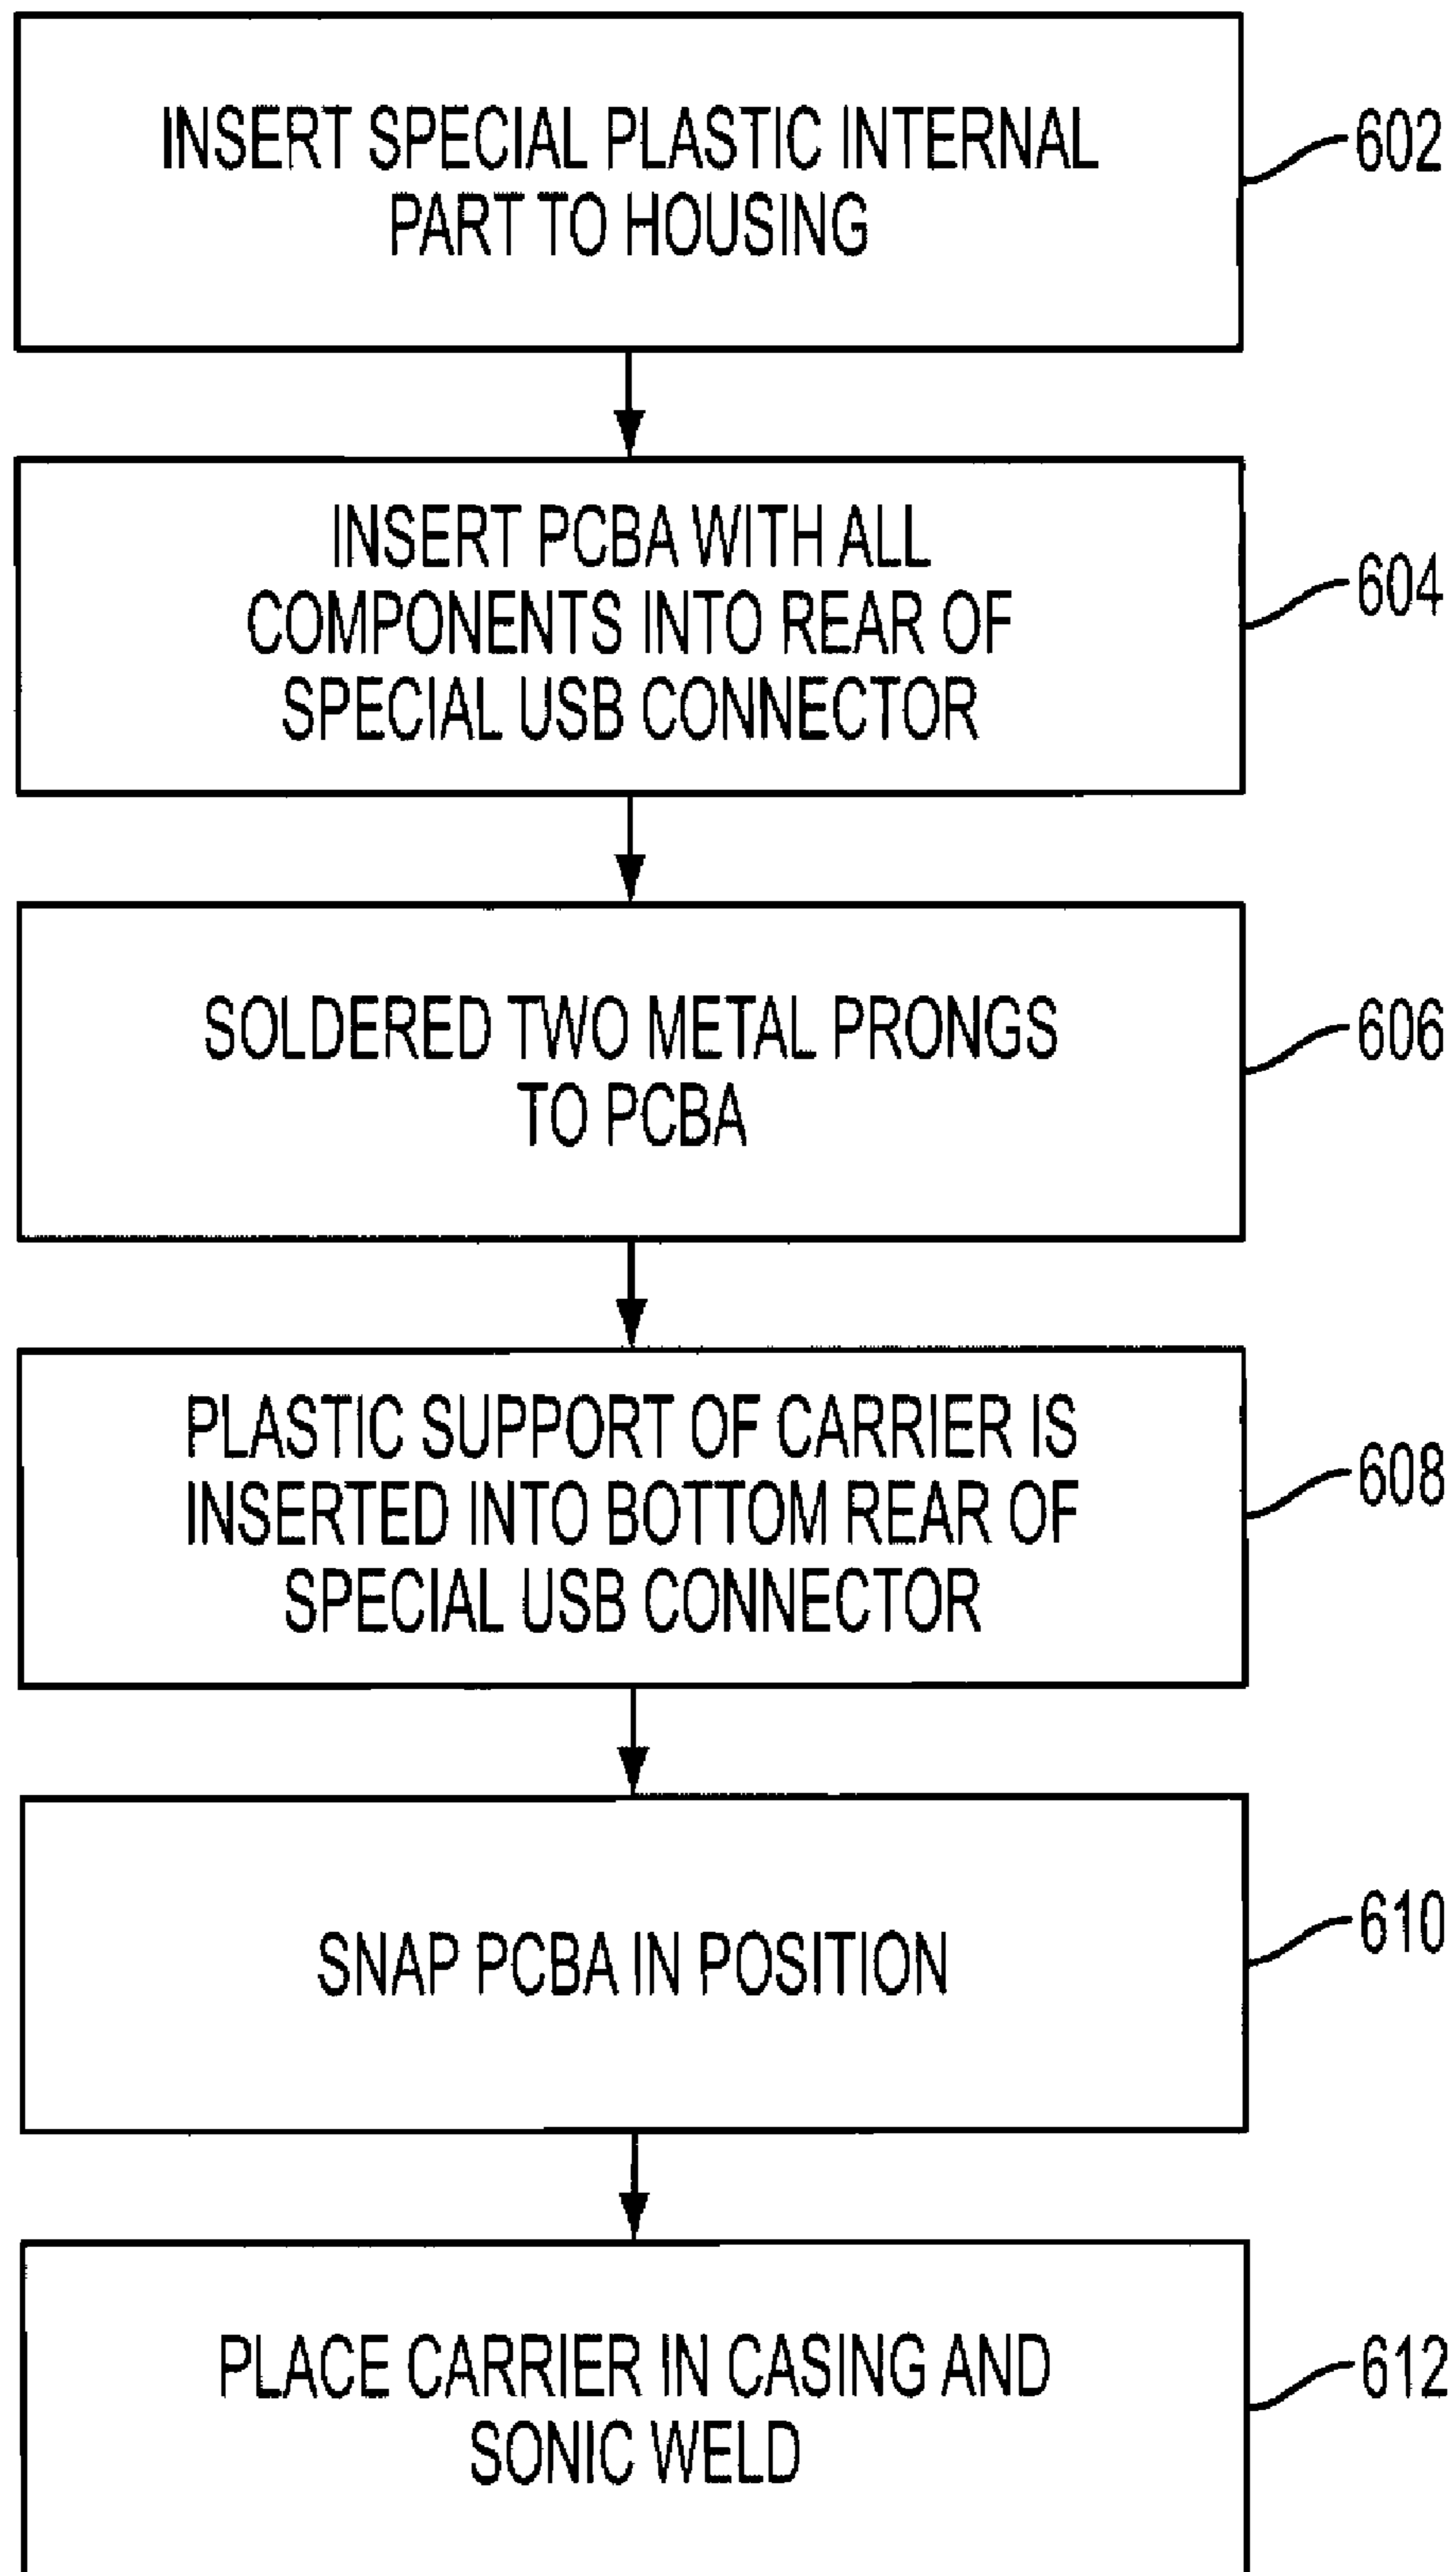 INSERT SPECIAL PLASTIC INTERNAL
PART TO HOUSING
602
INSERT PCBA WITH ALL
COMPONENTS INTO REAR OF
SPECIAL USB CONNECTOR
604
SOLDERED TWO METAL PRONGS
TO PCBA
606
PLASTIC SUPPORT OF CARRIER IS
INSERTED INTO BOTTOM REAR OF
SPECIAL USB CONNECTOR
608
SNAP PCBA IN POSITION
610
PLACE CARRIER IN CASING AND
SONIC WELD
612